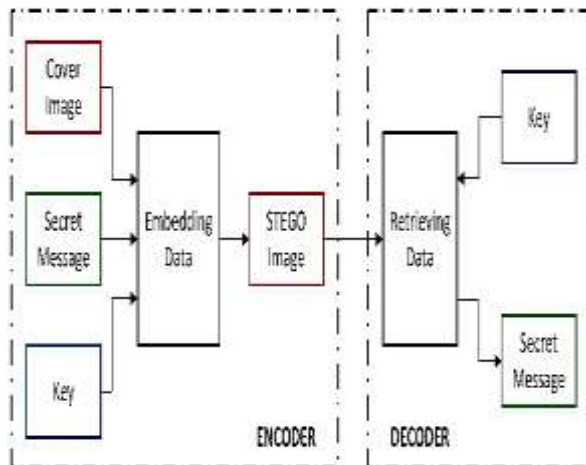 Cover
Image
Secret
Message
Key
Embedding
Data
STEGO
Image
ENCODER
Retrieving
Data
Key
Secret
Message
DECODER